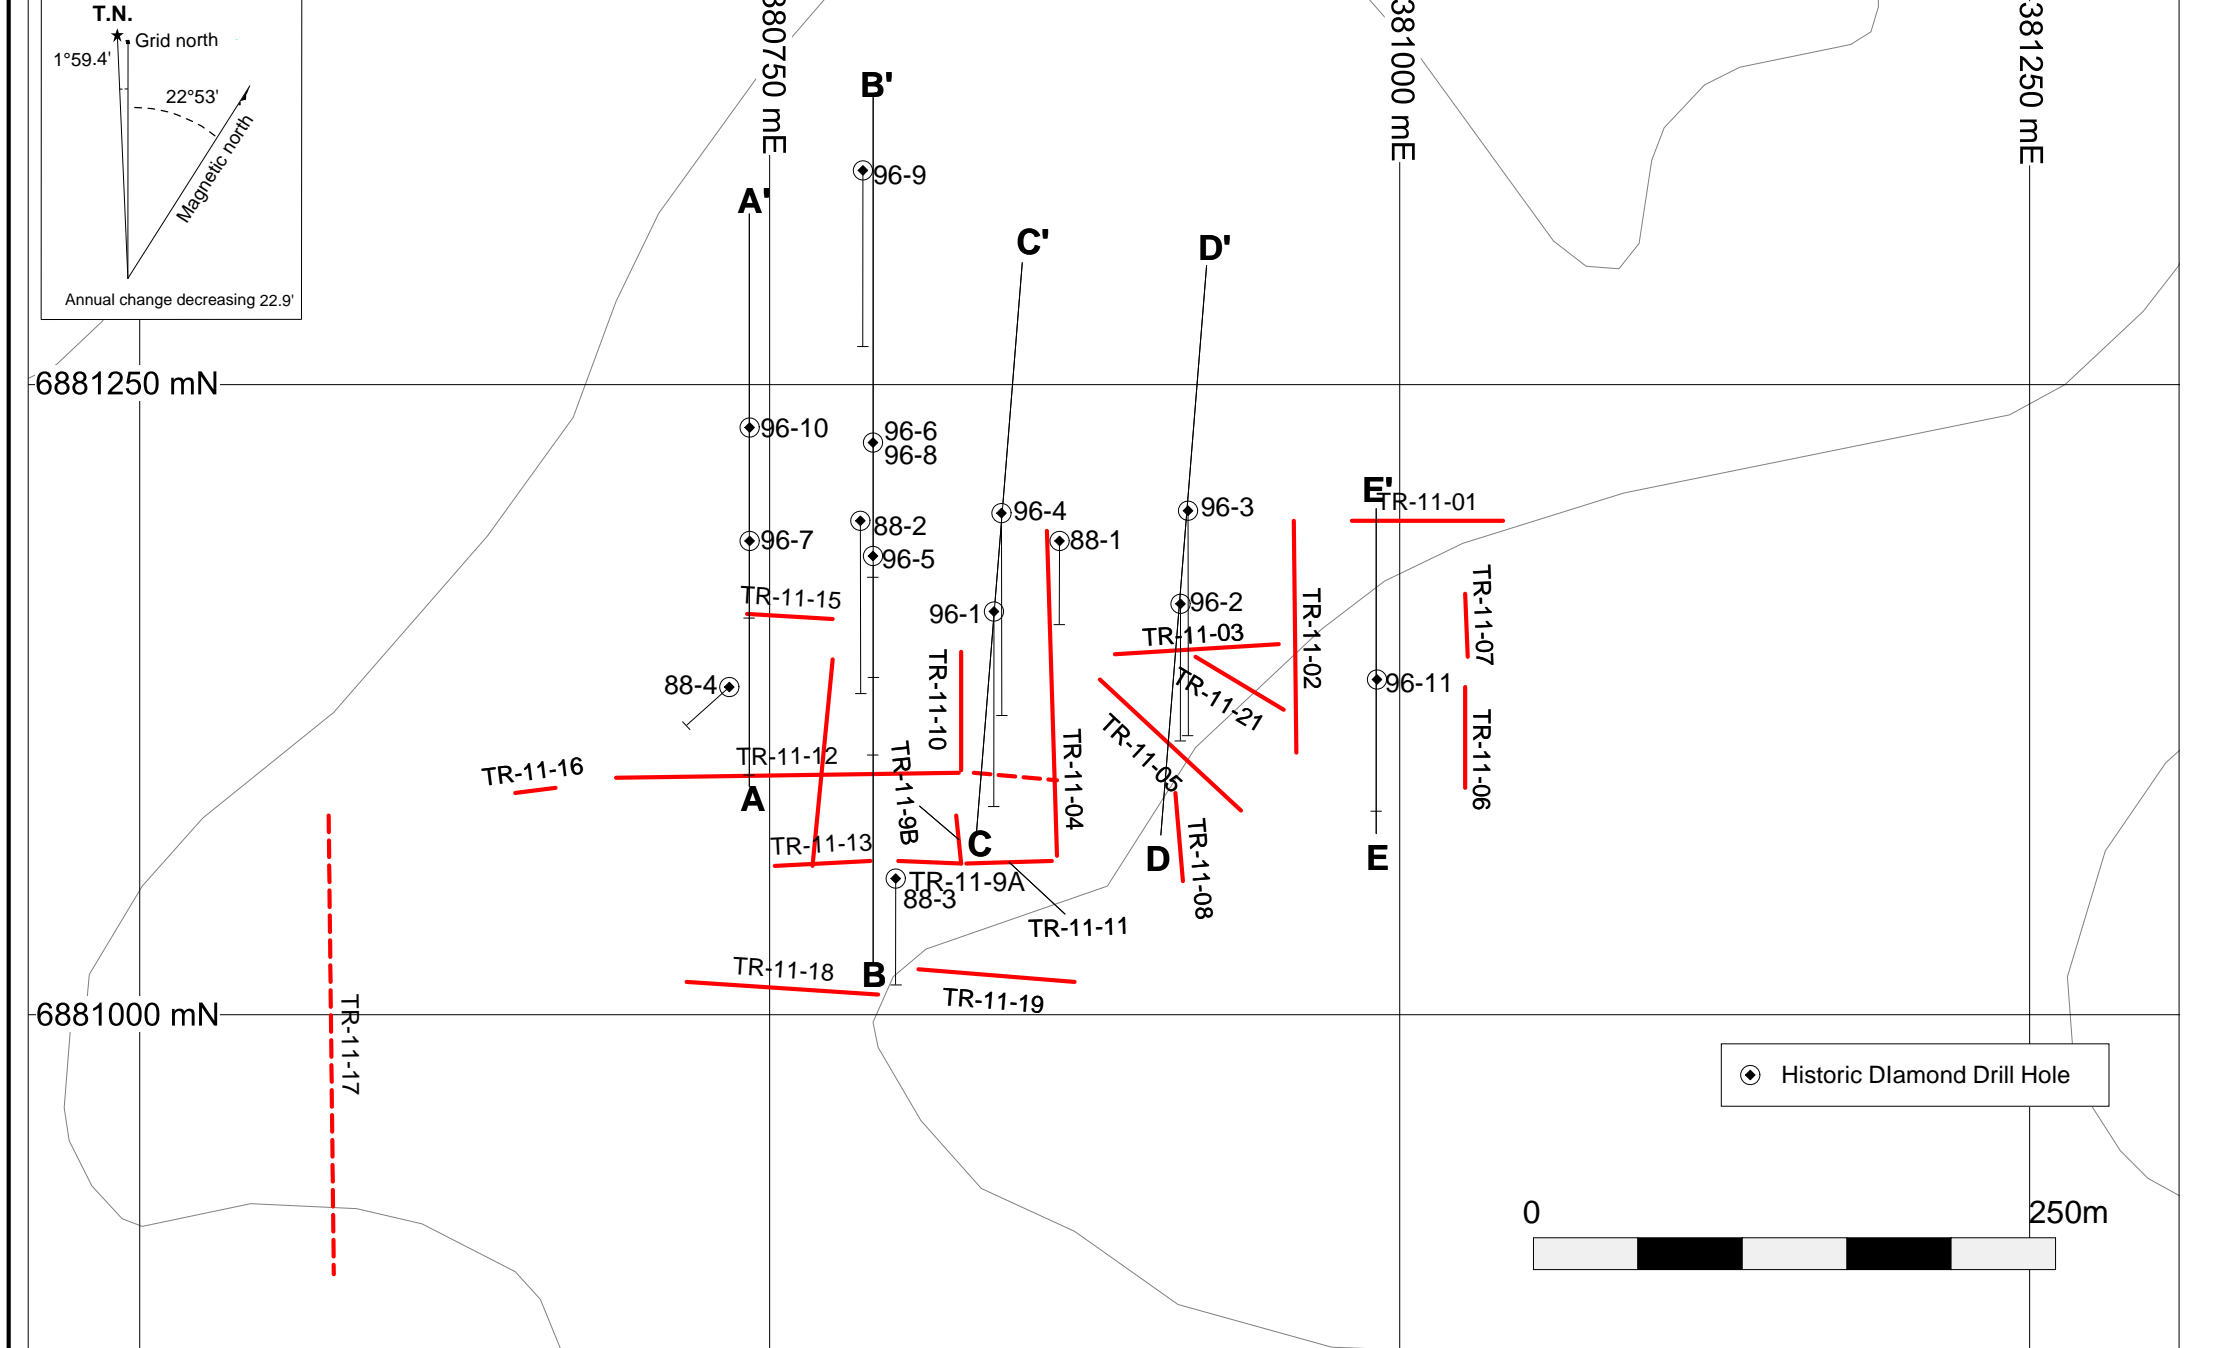 T.N.
Grid north
1°59.4'
22°53'
Magnetic north
Annual change decreasing 22.9'
380750 mE
381000 mE
381250 mE
B'
96-9
A'
C'
D'
6881250 mN
96-10
96-6
96-8
88-2
96-7
96-5
96-4
88-1
96-3
E'
TR-11-01
TR-11-15
96-1
96-2
TR-11-03
TR-11-02
TR-11-07
88-4
TR-11-10
TR-11-21
96-11
TR-11-06
TR-11-16
TR-11-12
TR-11-9B
TR-11-04
TR-11-05
A
TR-11-13
C
D
E
TR-11-08
TR-11-9A
88-3
TR-11-11
TR-11-18
B
TR-11-19
6881000 mN
TR-11-17
Historic DIamond Drill Hole
0
250m